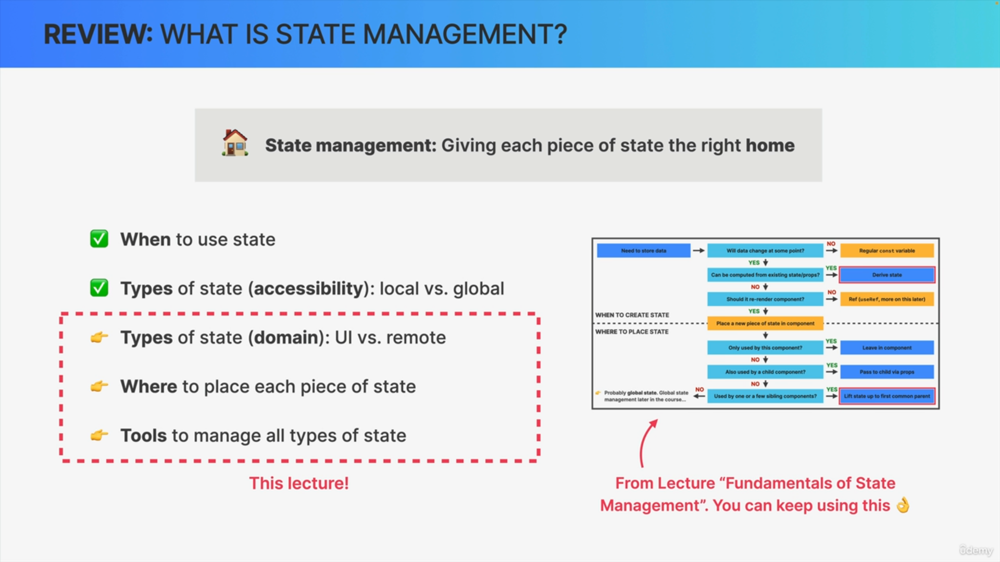 REVIEW: WHAT IS STATE MANAGEMENT?
State management: Giving each piece of state the right home
When to use state
Types of state (accessibility): local vs. global
Types of state (domain): UI vs. remote
Where to place each piece of state
Tools to manage all types of state
This lecture!
Need to store data
Will data change at some point?
NO
Regular const variable
YES
Can be computed from existing state/props?
YES
Derive state
NO
Should it re-render component?
NO
Ref (useRef, more on this later)
YES
WHEN TO CREATE STATE
Place a new piece of state in component
WHERE TO PLACE STATE
Only used by this component?
YES
Leave in component
NO
Also used by a child component?
YES
Pass to child via props
NO
Used by one or a few sibling components?
YES
Lift state up to first common parent
NO
Probably global state. Global state
management later in the course...
From Lecture “Fundamentals of State
Management”. You can keep using this
ûdemy